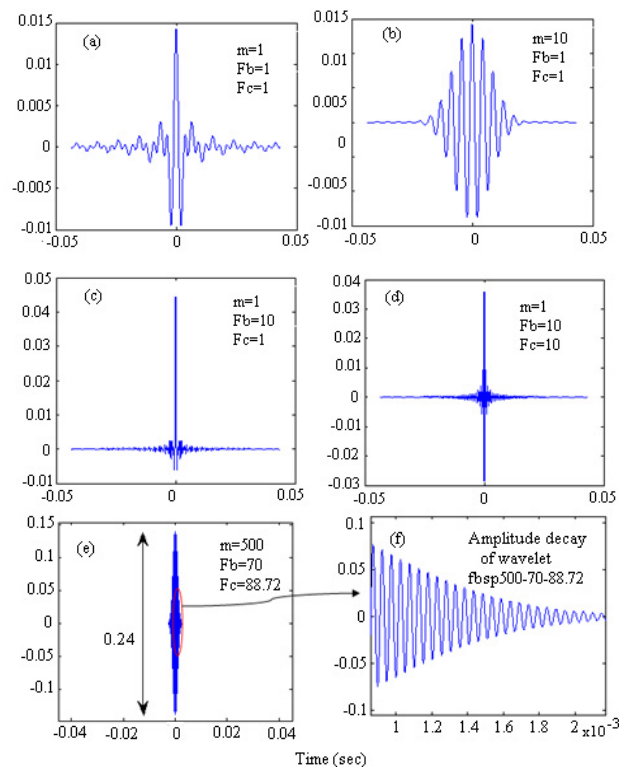 0.015
(a)
m=1
Fb=1
Fc=1
0.01
0.005
0
-0.005
-0.01
-0.05
0
0.05
0.015
(b)
m=10
Fb=1
Fc=1
0.01
0.005
0
-0.005
-0.01
-0.05
0
0.05
0.05
(c)
m=1
Fb=10
Fc=1
0.04
0.03
0.02
0.01
0
-0.01
-0.05
0
0.05
0.04
(d)
m=1
Fb=10
Fc=10
0.03
0.02
0.01
0
-0.01
-0.02
-0.03
-0.05
0
0.05
0.15
(e)
m=500
Fb=70
Fc=88.72
0.1
0.05
0
0.24
-0.05
-0.1
-0.04
-0.02
0
0.02
0.04
0.1
(f)
Amplitude decay
of wavelet
fbsp500-70-88.72
0.05
0
-0.05
-0.1
1
1.2
1.4
1.6
1.8
2
x10-3
Time (sec)